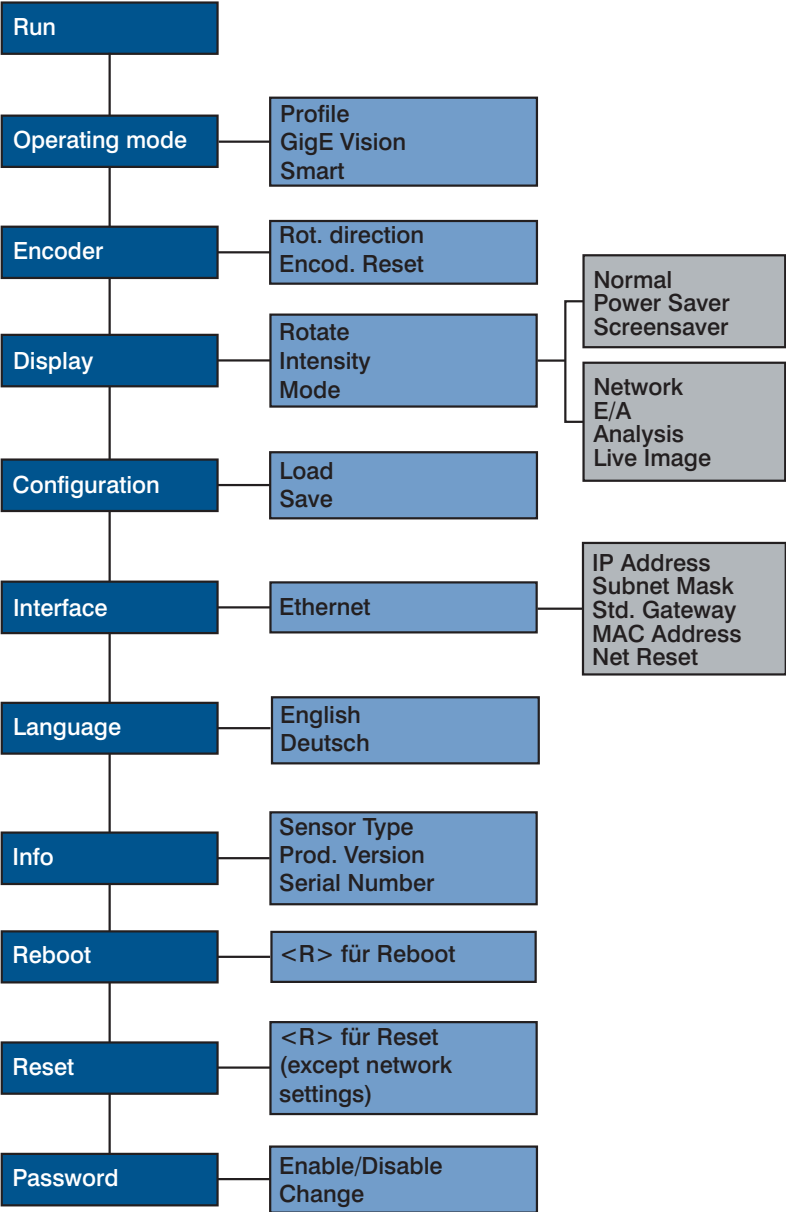 Run
Operating mode
Profile
GigE Vision
Smart
Encoder
Rot. direction
Encod. Reset
Display
Rotate
Intensity
Mode
Normal
Power Saver
Screensaver
Network
E/A
Analysis
Live Image
Configuration
Load
Save
Interface
Ethernet
IP Address
Subnet Mask
Std. Gateway
MAC Address
Net Reset
Language
English
Deutsch
Info
Sensor Type
Prod. Version
Serial Number
Reboot
<R> für Reboot
Reset
<R> für Reset
(except network
settings)
Password
Enable/Disable
Change